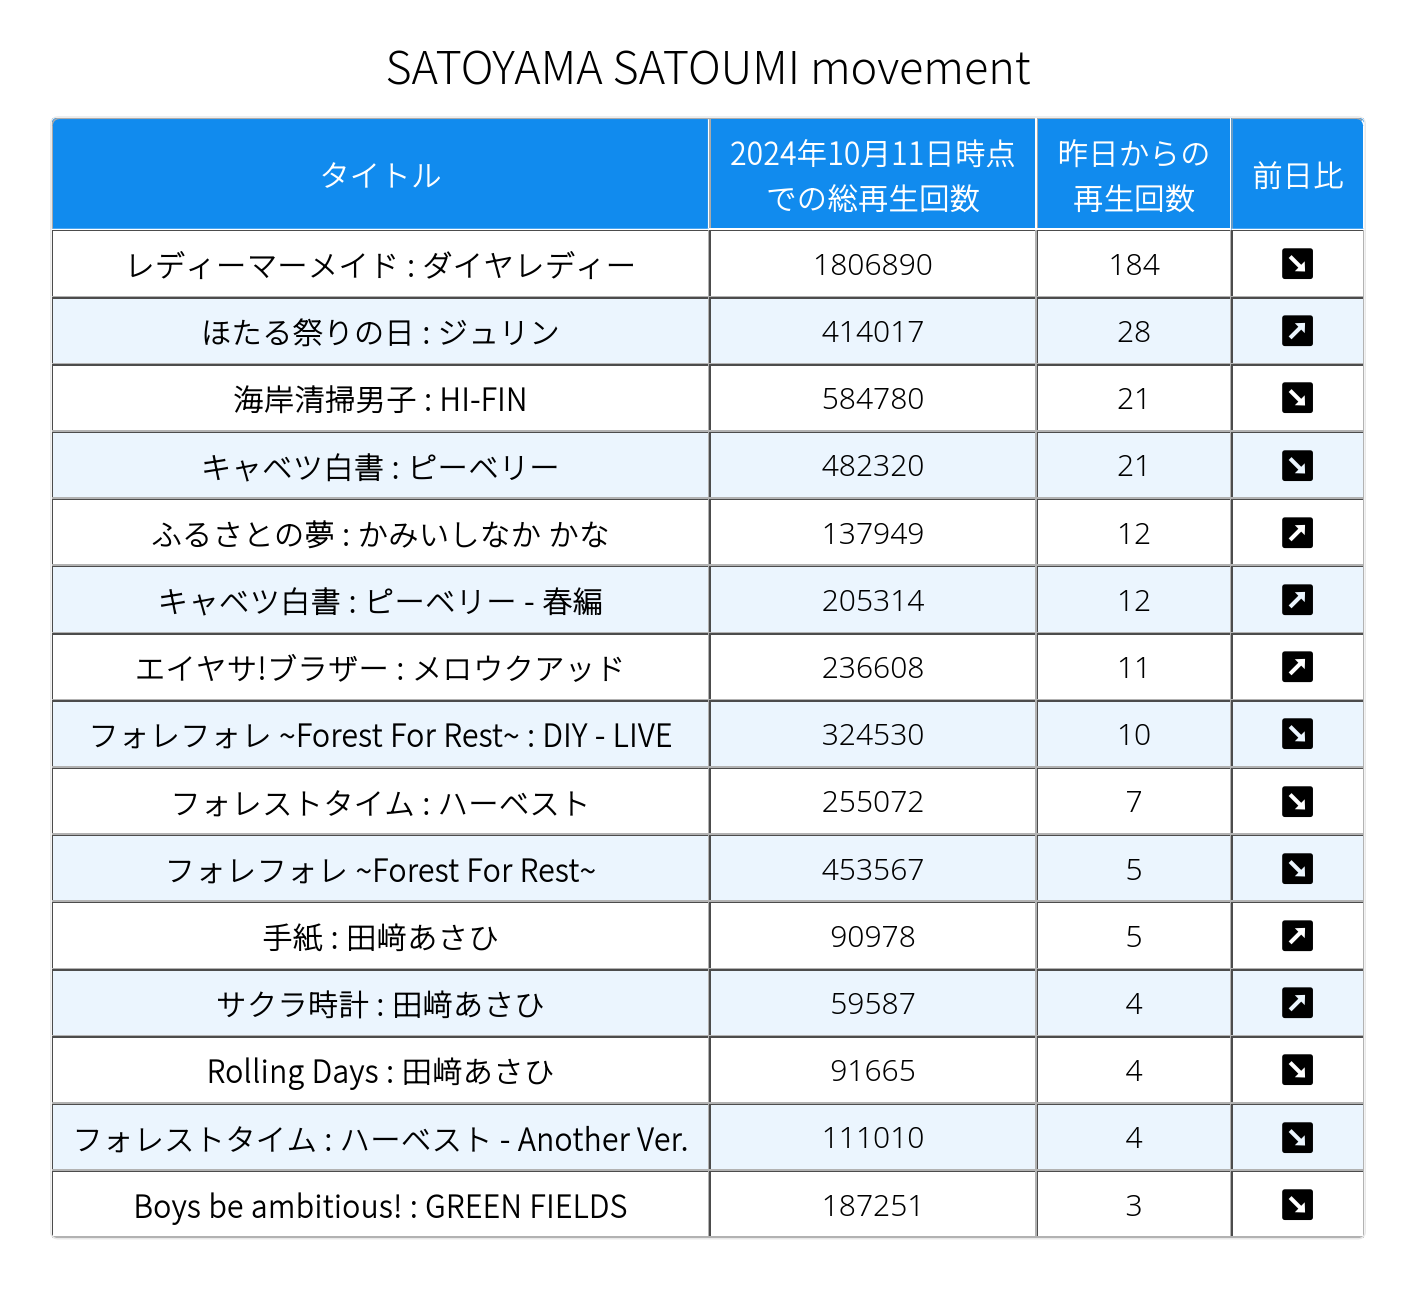 SATOYAMA SATOUMI movement
タイトル 2024年10月11日時点での総再生回数 昨日からの再生回数 前日比
レディーマーメイド : ダイヤレディー 1806890 184 ↘
ほたる祭りの日 : ジュリン 414017 28 ↗
海岸清掃男子 : HI-FIN 584780 21 ↘
キャベツ白書 : ピーベリー 482320 21 ↘
ふるさとの夢 : かみいしなか かな 137949 12 ↗
キャベツ白書 : ピーベリー - 春編 205314 12 ↗
エイヤサ!ブラザー : メロウクアッド 236608 11 ↗
フォレフォレ ~Forest For Rest~ : DIY - LIVE 324530 10 ↘
フォレストタイム : ハーベスト 255072 7 ↘
フォレフォレ ~Forest For Rest~ 453567 5 ↘
手紙 : 田﨑あさひ 90978 5 ↗
サクラ時計 : 田﨑あさひ 59587 4 ↗
Rolling Days : 田﨑あさひ 91665 4 ↘
フォレストタイム : ハーベスト - Another Ver. 111010 4 ↘
Boys be ambitious! : GREEN FIELDS 187251 3 ↘